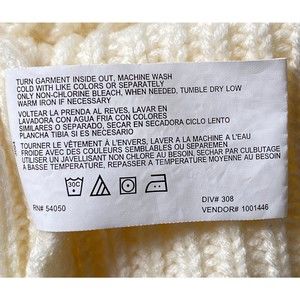 TURN GARMENT INSIDE OUT, MACHINE WASH
COLD WITH LIKE COLORS OR SEPARATELY
ONLY NON-CHLORINE BLEACH, WHEN NEEDED, TUMBLE DRY LOW
WARM IRON IF NECESSARY
VOLTEAR LA PRENDA AL REVES, LAVAR EN
LAVADORA CON AGUA FRIA CON COLORES
SIMILARES O SEPARADO, SECAR EN SECADORA CICLO LENTO
PLANCHA TIBIA SI ES NECESARIO
TOURNER LE VÊTEMENT À L'ENVERS, LAVER A LA MACHINE A L'EAU
FROIDE AVEC DES COULEURS SEMBLABLES OU SEPAREMEN
UTILISER UN JAVELLISANT NON CHLORE AU BESOIN, SECHAR PAR CULBUTAGE
A BASSE TEMPERATURE, REPASSER A TEMPERATURE MOYENNE AU BESOIN
30C
RN# 54050
DIV# 308
VENDOR# 1001446